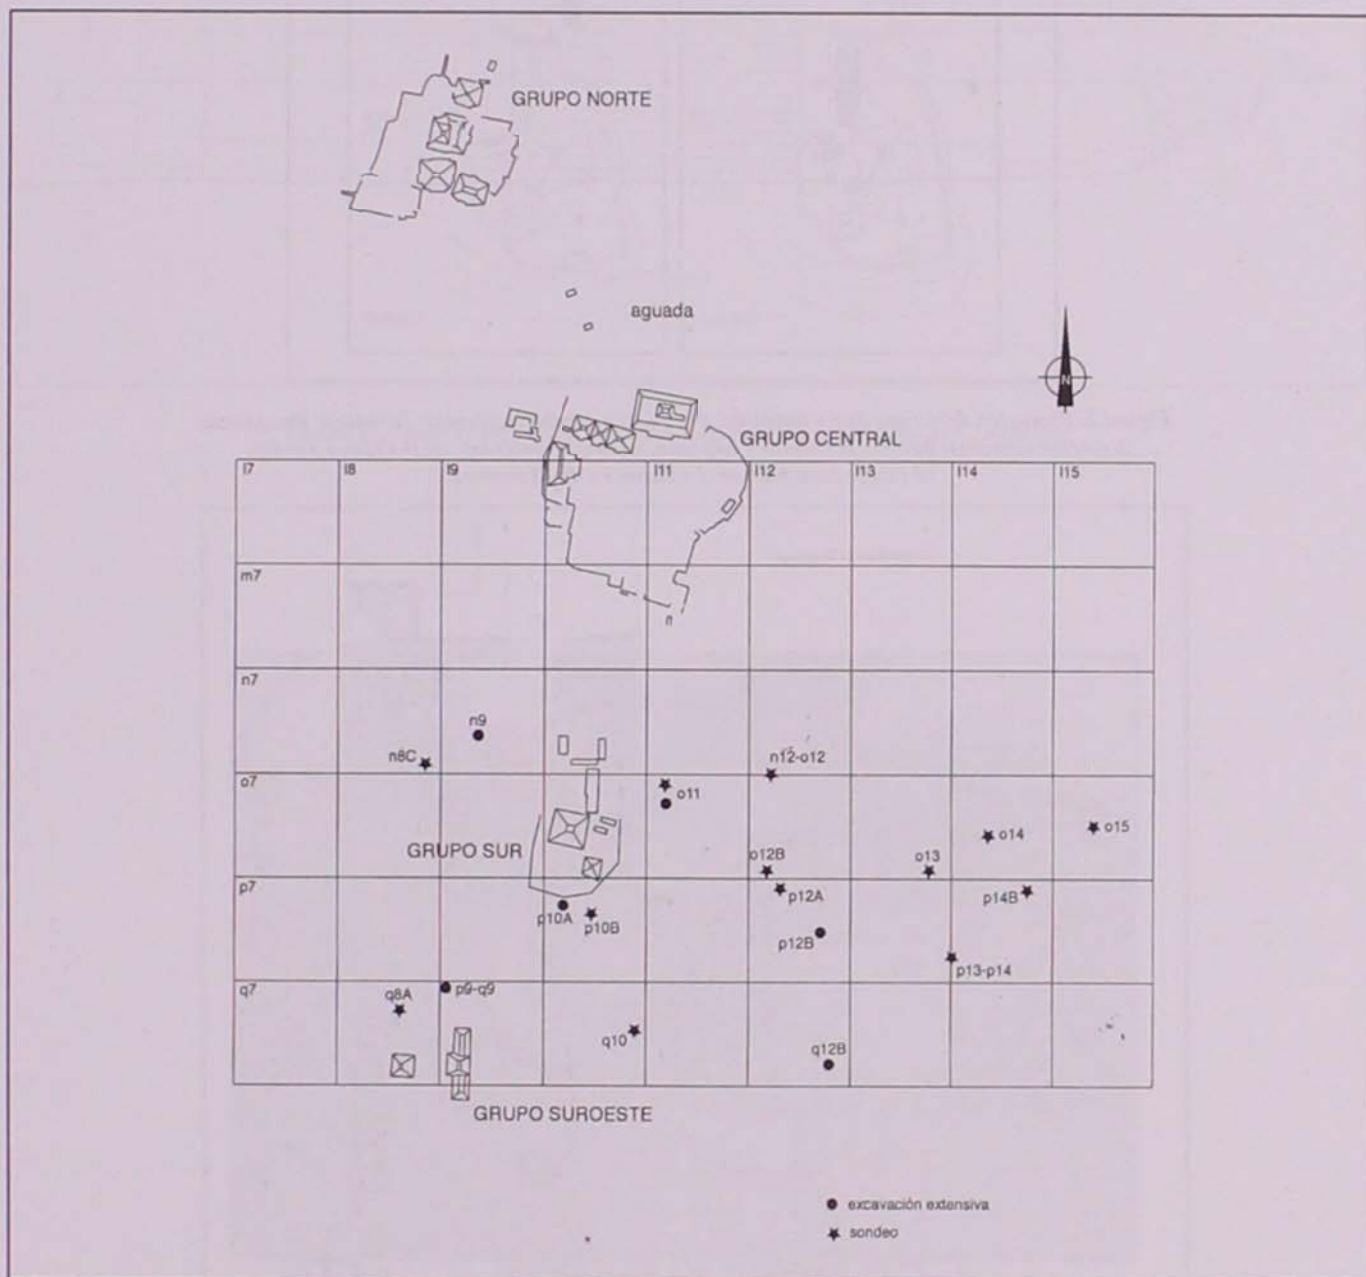 GRUPO NORTE
aguada
N
GRUPO CENTRAL
l7
l8
l9
l11
l12
l13
l14
l15
m7
n7
n9
n8C
n12-o12
o7
o11
o15
o14
GRUPO SUR
o12B
o13
p7
p12A
p14B
p10A
p10B
p12B
p13-p14
q7
q8A
p9-q9
q10
q12B
GRUPO SUROESTE
excavación extensiva
sondeo